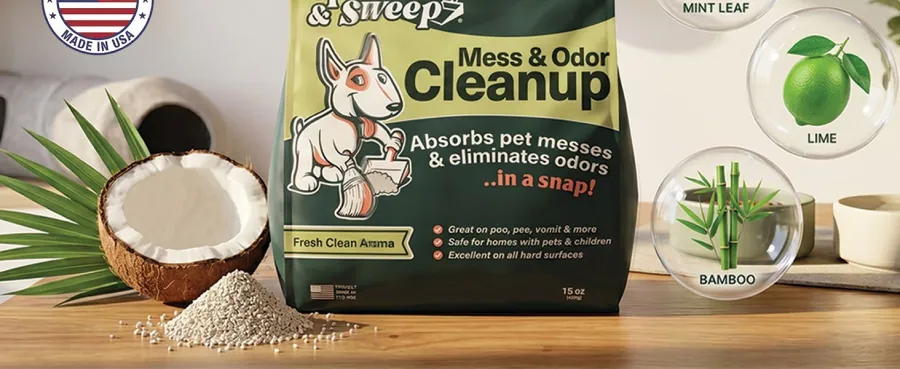 MADE IN USA
& Sweep
Mess & Odor
Cleanup
Absorbs pet messes
& eliminates odors
..in a snap!
Fresh Clean
Great on poo, pee, vomit & more
Safe for homes with pets & children
Excellent on all hard surfaces
15 oz
MINT LEAF
LIME
BAMBOO